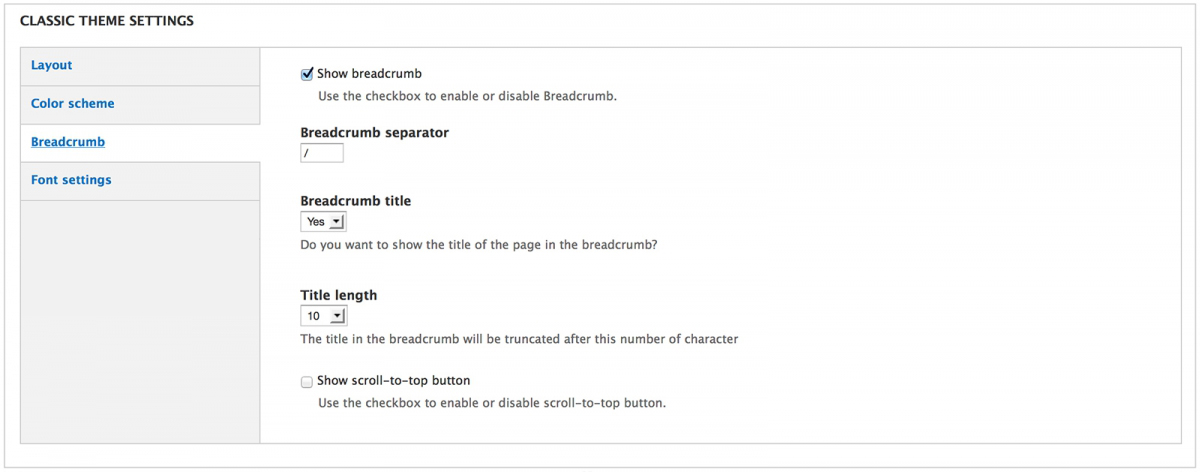 CLASSIC THEME SETTINGS
Layout
Color scheme
Breadcrumb
Font settings
Show breadcrumb
Use the checkbox to enable or disable Breadcrumb.
Breadcrumb separator
/
Breadcrumb title
Yes
Do you want to show the title of the page in the breadcrumb?
Title length
10
The title in the breadcrumb will be truncated after this number of character
Show scroll-to-top button
Use the checkbox to enable or disable scroll-to-top button.